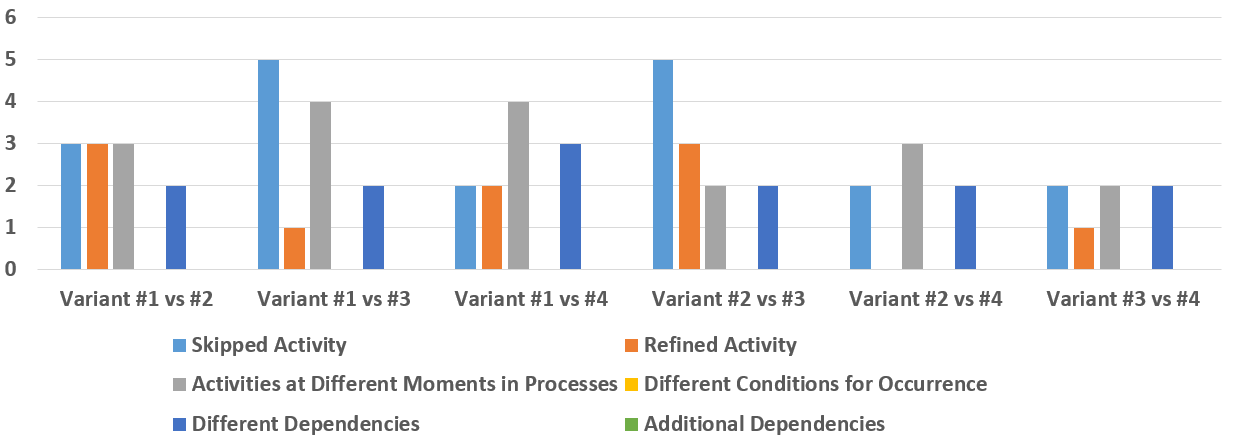 6
5
4
3
2
1
0
Variant #1 vs #2 Variant #1 vs #3 Variant #1 vs #4 Variant #2 vs #3 Variant #2 vs #4 Variant #3 vs #4
Skipped Activity Refined Activity
Activities at Different Moments in Processes Different Conditions for Occurrence
Different Dependencies Additional Dependencies